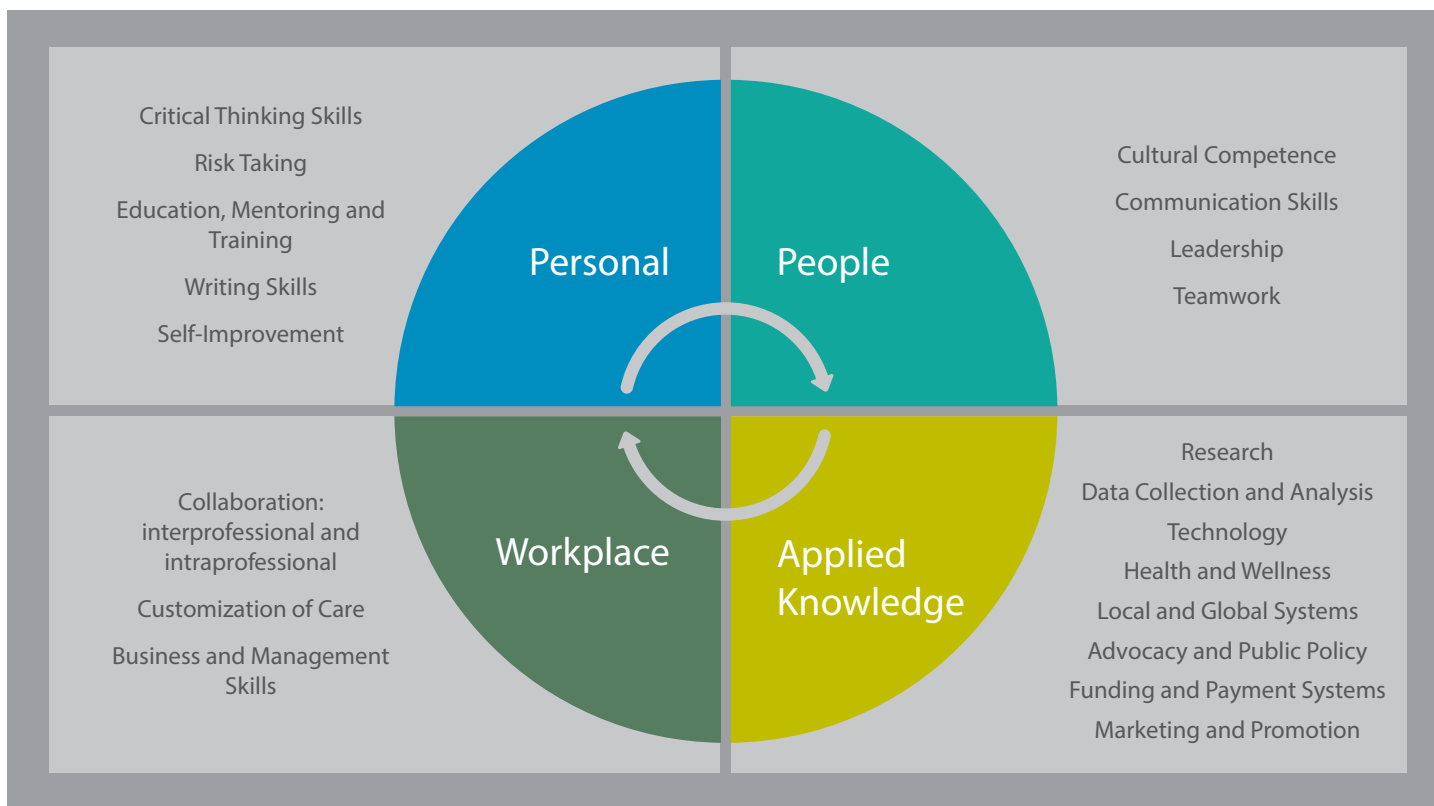 Critical Thinking Skills
Risk Taking
Education, Mentoring and
Training
Writing Skills
Self-Improvement
Personal
People
Cultural Competence
Communication Skills
Leadership
Teamwork
Collaboration:
interprofessional and
intraprofessional
Customization of Care
Business and Management
Skills
Workplace
Applied
Knowledge
Research
Data Collection and Analysis
Technology
Health and Wellness
Local and Global Systems
Advocacy and Public Policy
Funding and Payment Systems
Marketing and Promotion